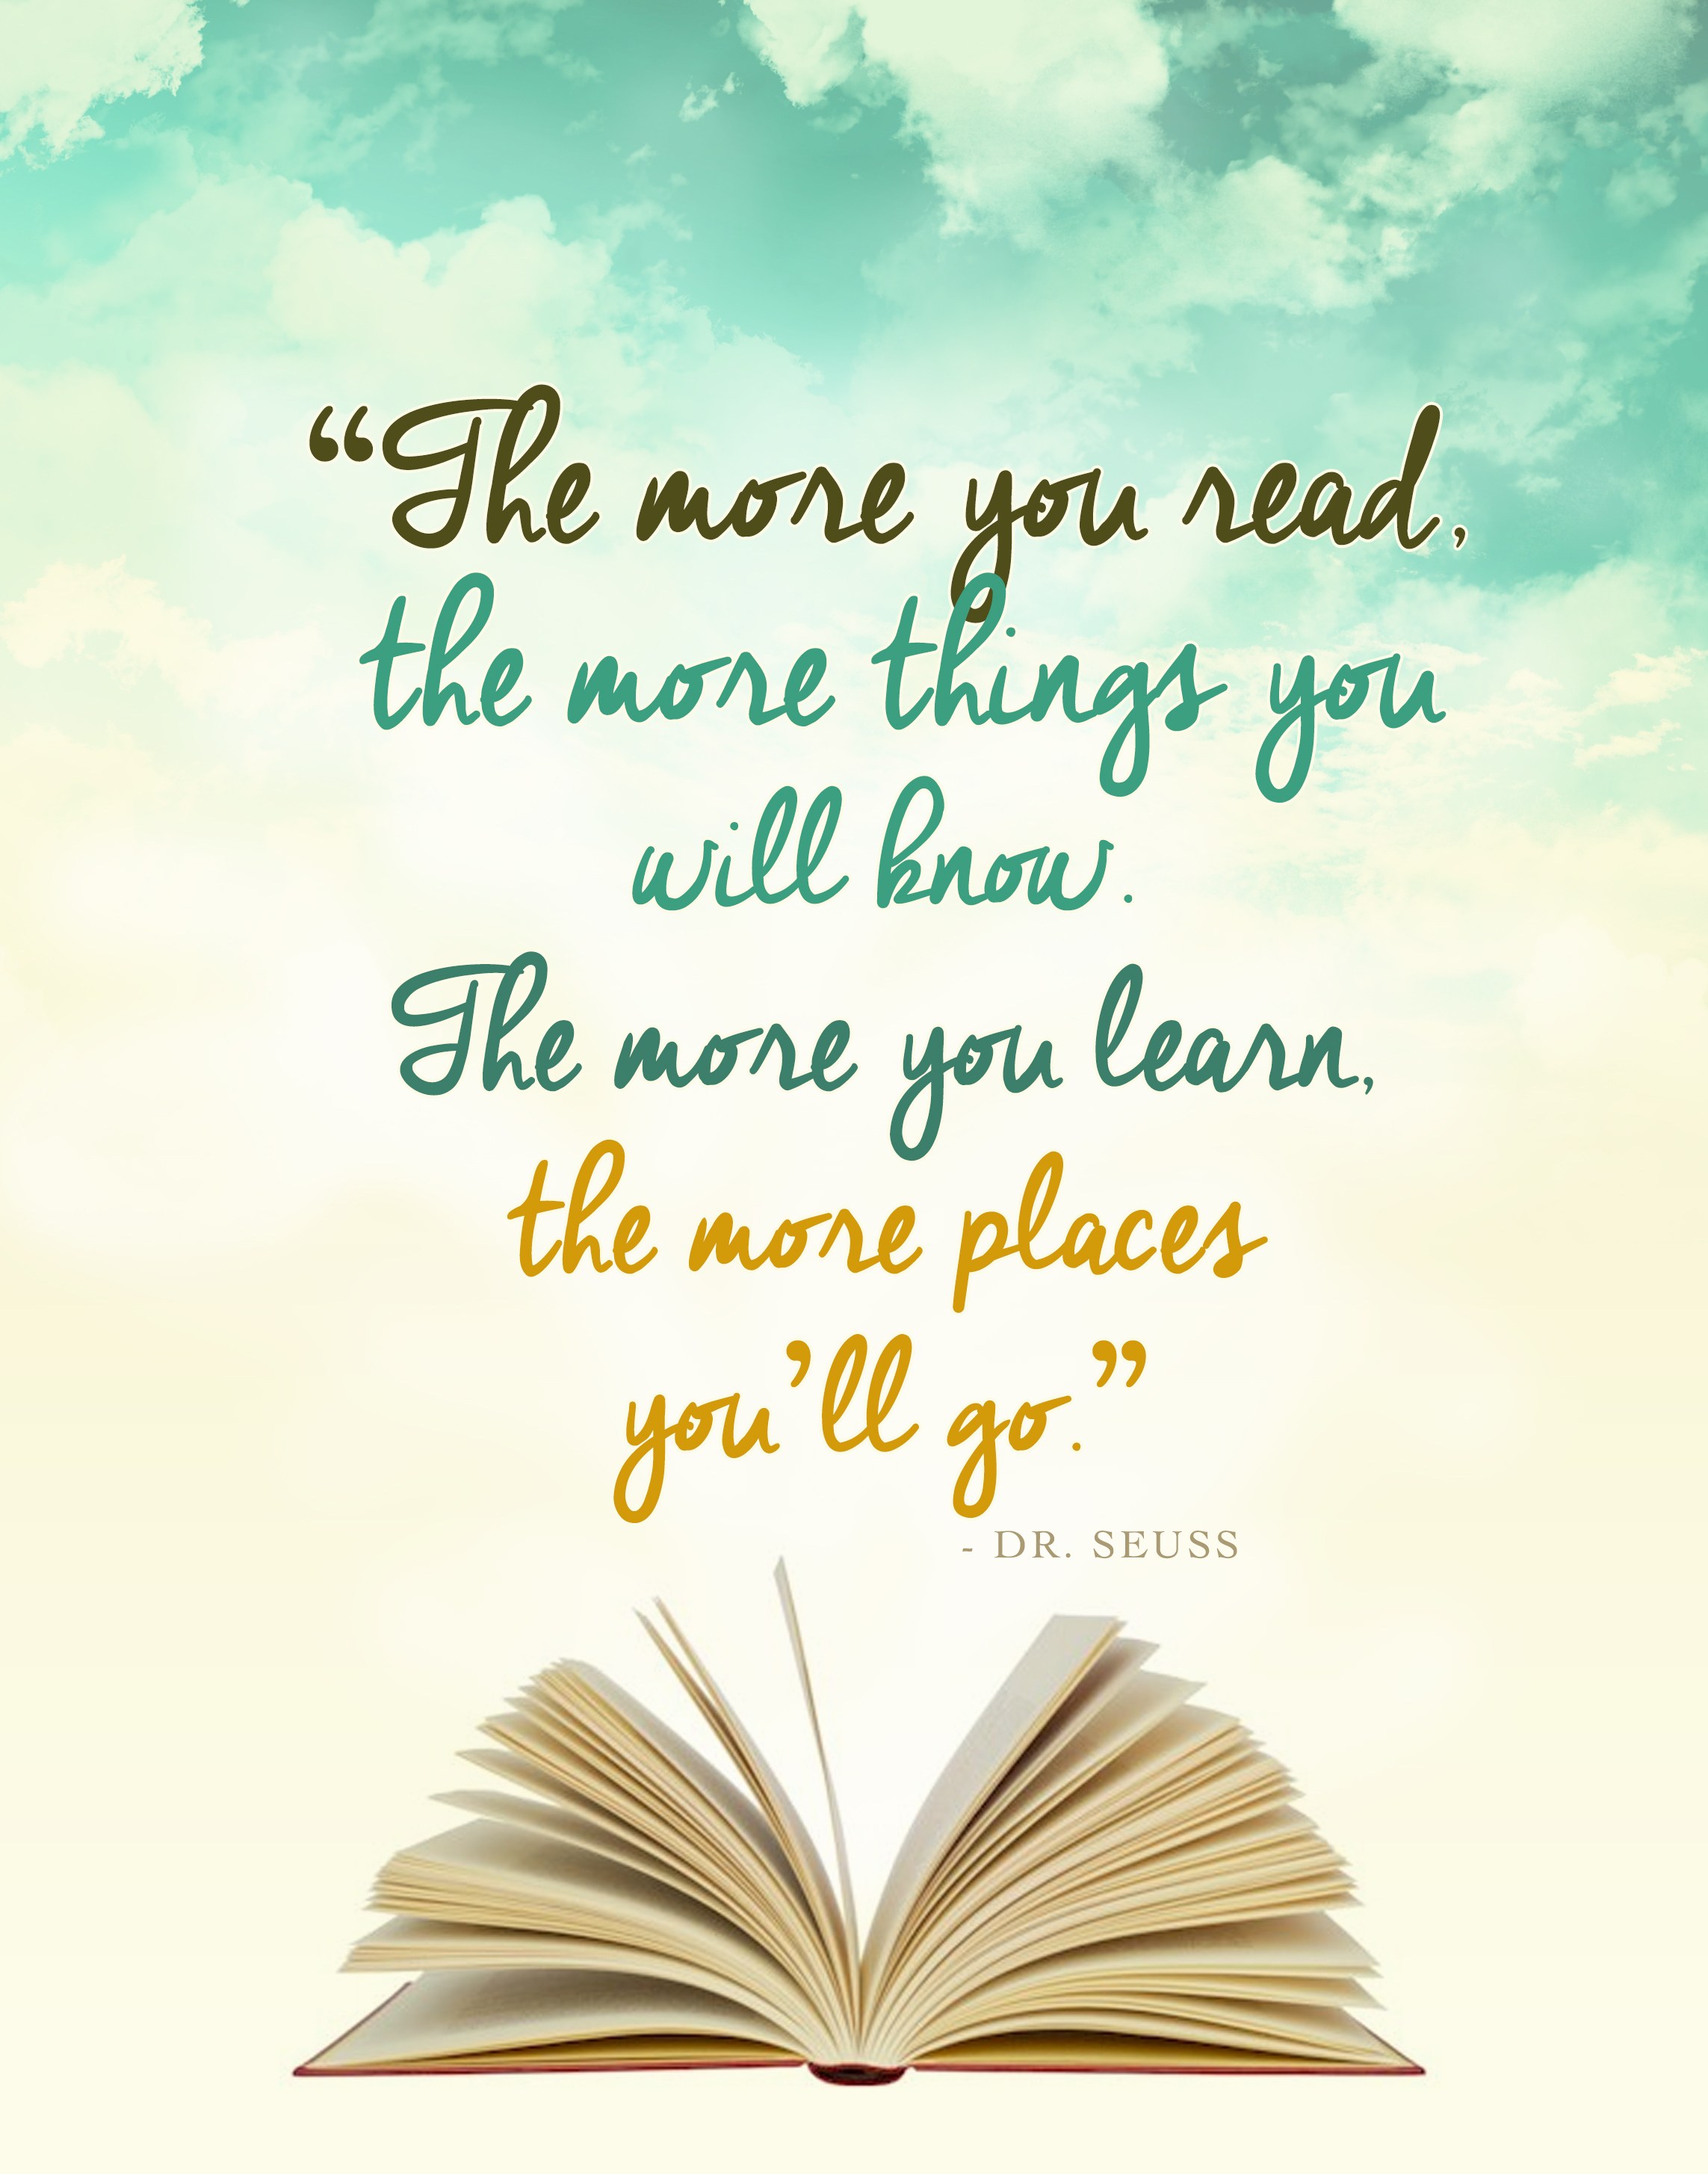 “The more you read,
the more things you
will know.
The more you learn,
the more places
you’ll go.”
- DR. SEUSS